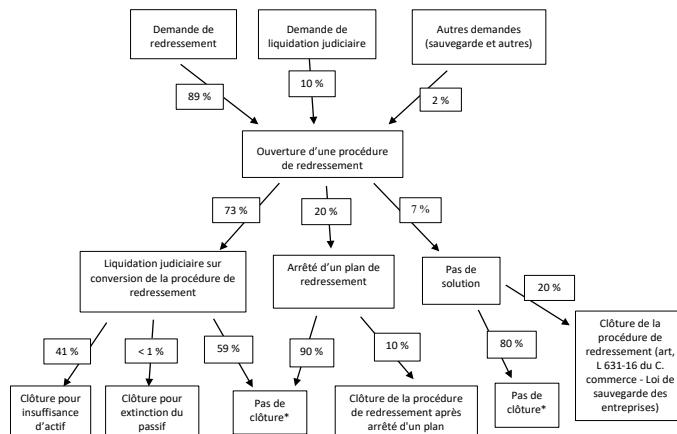 Demande de
redressement
Demande de
liquidation judiciaire
Autres demandes
(sauvegarde et autres)
89 %
10 %
2 %
Ouverture d'une procédure
de redressement
73 %
20 %
7 %
Liquidation judiciaire sur
conversion de la procédure de
redressement
Arrêté d'un plan de
redressement
Pas de
solution
20 %
41 %
< 1 %
59 %
90 %
10 %
80 %
Clôture de la
procédure de
redressement (art,
L 631-16 du C.
commerce - Loi de
sauvegarde des
entreprises)
Clôture pour
insuffisance
d'actif
Clôture pour
extinction du
passif
Pas de
clôture*
Clôture de la procédure
de redressement après
arrêté d'un plan
Pas de
clôture*